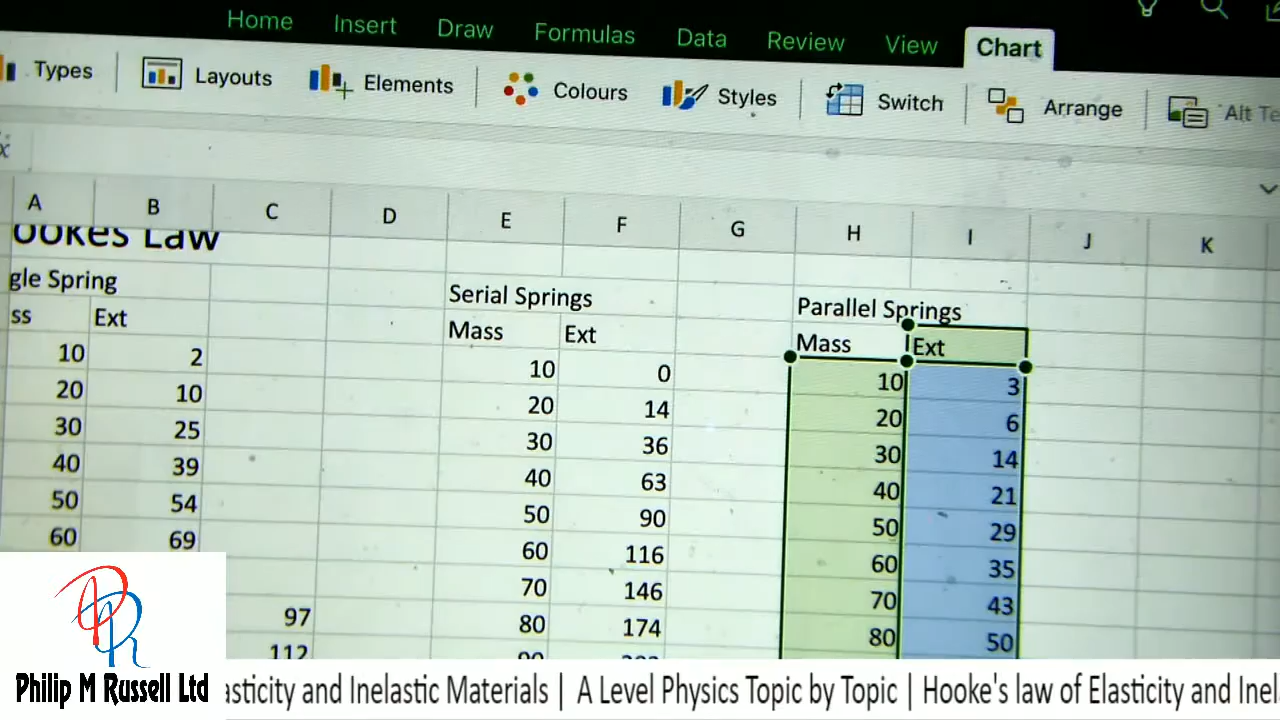 Home Insert Draw Formulas Data Review View Chart
Types Layouts Elements Colours Styles Switch Arrange Alt Te
x
A B C D E F G H I J K
ookes Law
gle Spring Serial Springs Parallel Springs
ss Ext Mass Ext Mass Ext
10 2 10 0 10 3
20 10 20 14 20 6
30 25 30 36 30 14
40 39 40 63 40 21
50 54 50 90 50 29
60 69 60 116 60 35
70 146 70 43
97 80 174 80 50
112
Philip M Russell Ltd
asticity and Inelastic Materials | A Level Physics Topic by Topic | Hooke's law of Elasticity and Inel